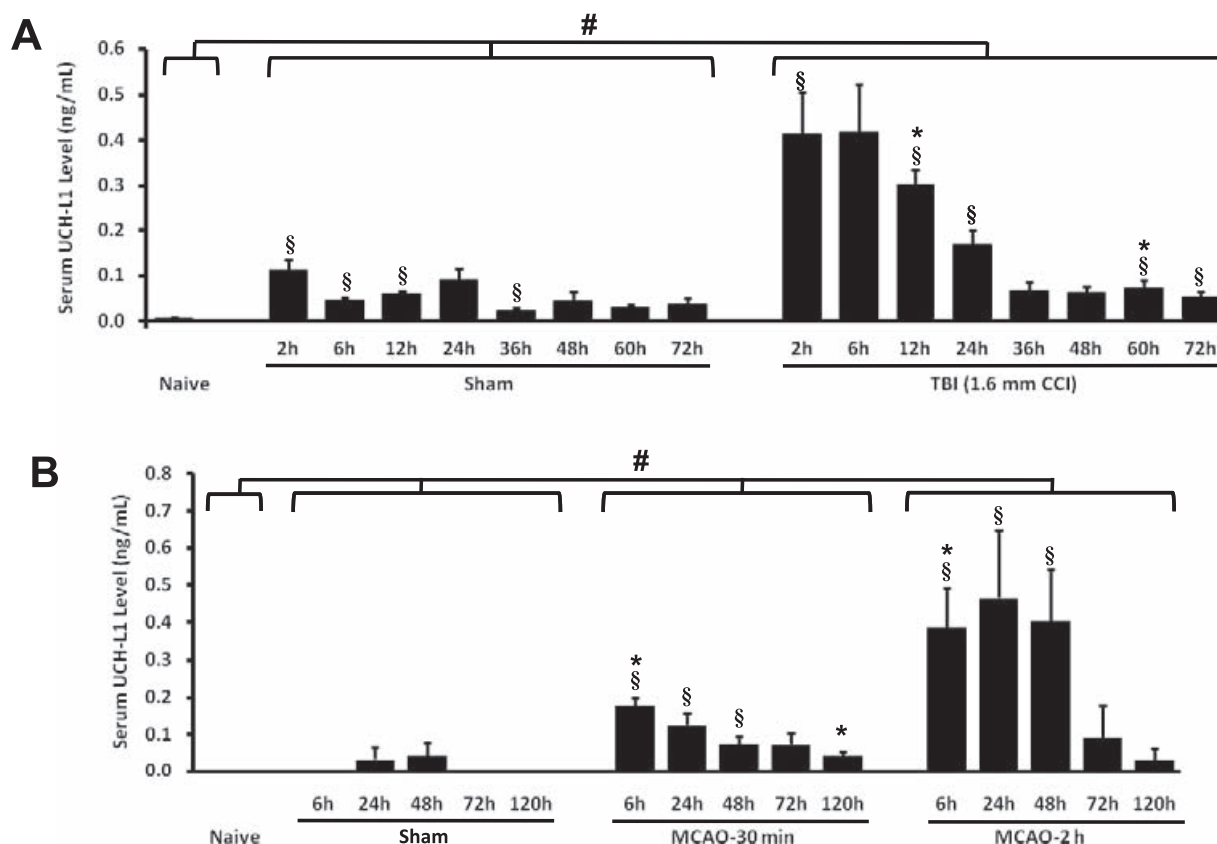 A
#
Serum UCH-L1 Level (ng/mL)
0.6
0.5
0.4
0.3
0.2
0.1
0.0
§ § § § § * § § * § §
2h 6h 12h 24h 36h 48h 60h 72h 2h 6h 12h 24h 36h 48h 60h 72h
Naive Sham TBI (1.6 mm CCI)
B
#
Serum UCH-L1 Level (ng/mL)
0.8
0.7
0.6
0.5
0.4
0.3
0.2
0.1
0.0
* § § § * * § § §
6h 24h 48h 72h 120h 6h 24h 48h 72h 120h 6h 24h 48h 72h 120h
Naive Sham MCAO-30 min MCAO-2 h